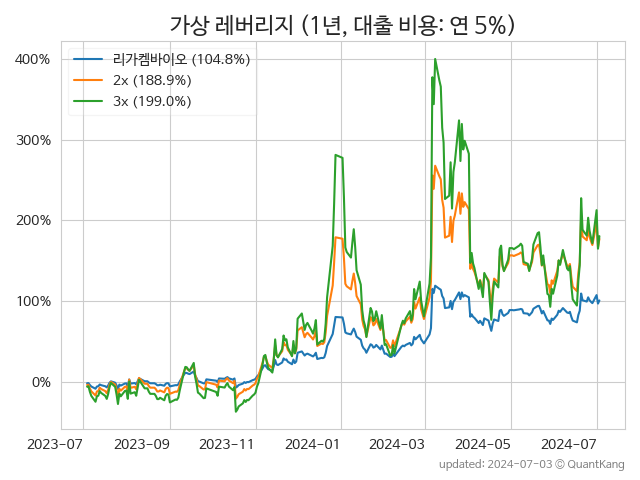 가상 레버리지 (1년, 대출 비용: 연 5%)
리가켐바이오 (104.8%)
2x (188.9%)
3x (199.0%)
400%
300%
200%
100%
0%
2023-07 2023-09 2023-11 2024-01 2024-03 2024-05 2024-07
updated: 2024-07-03 © QuantKang